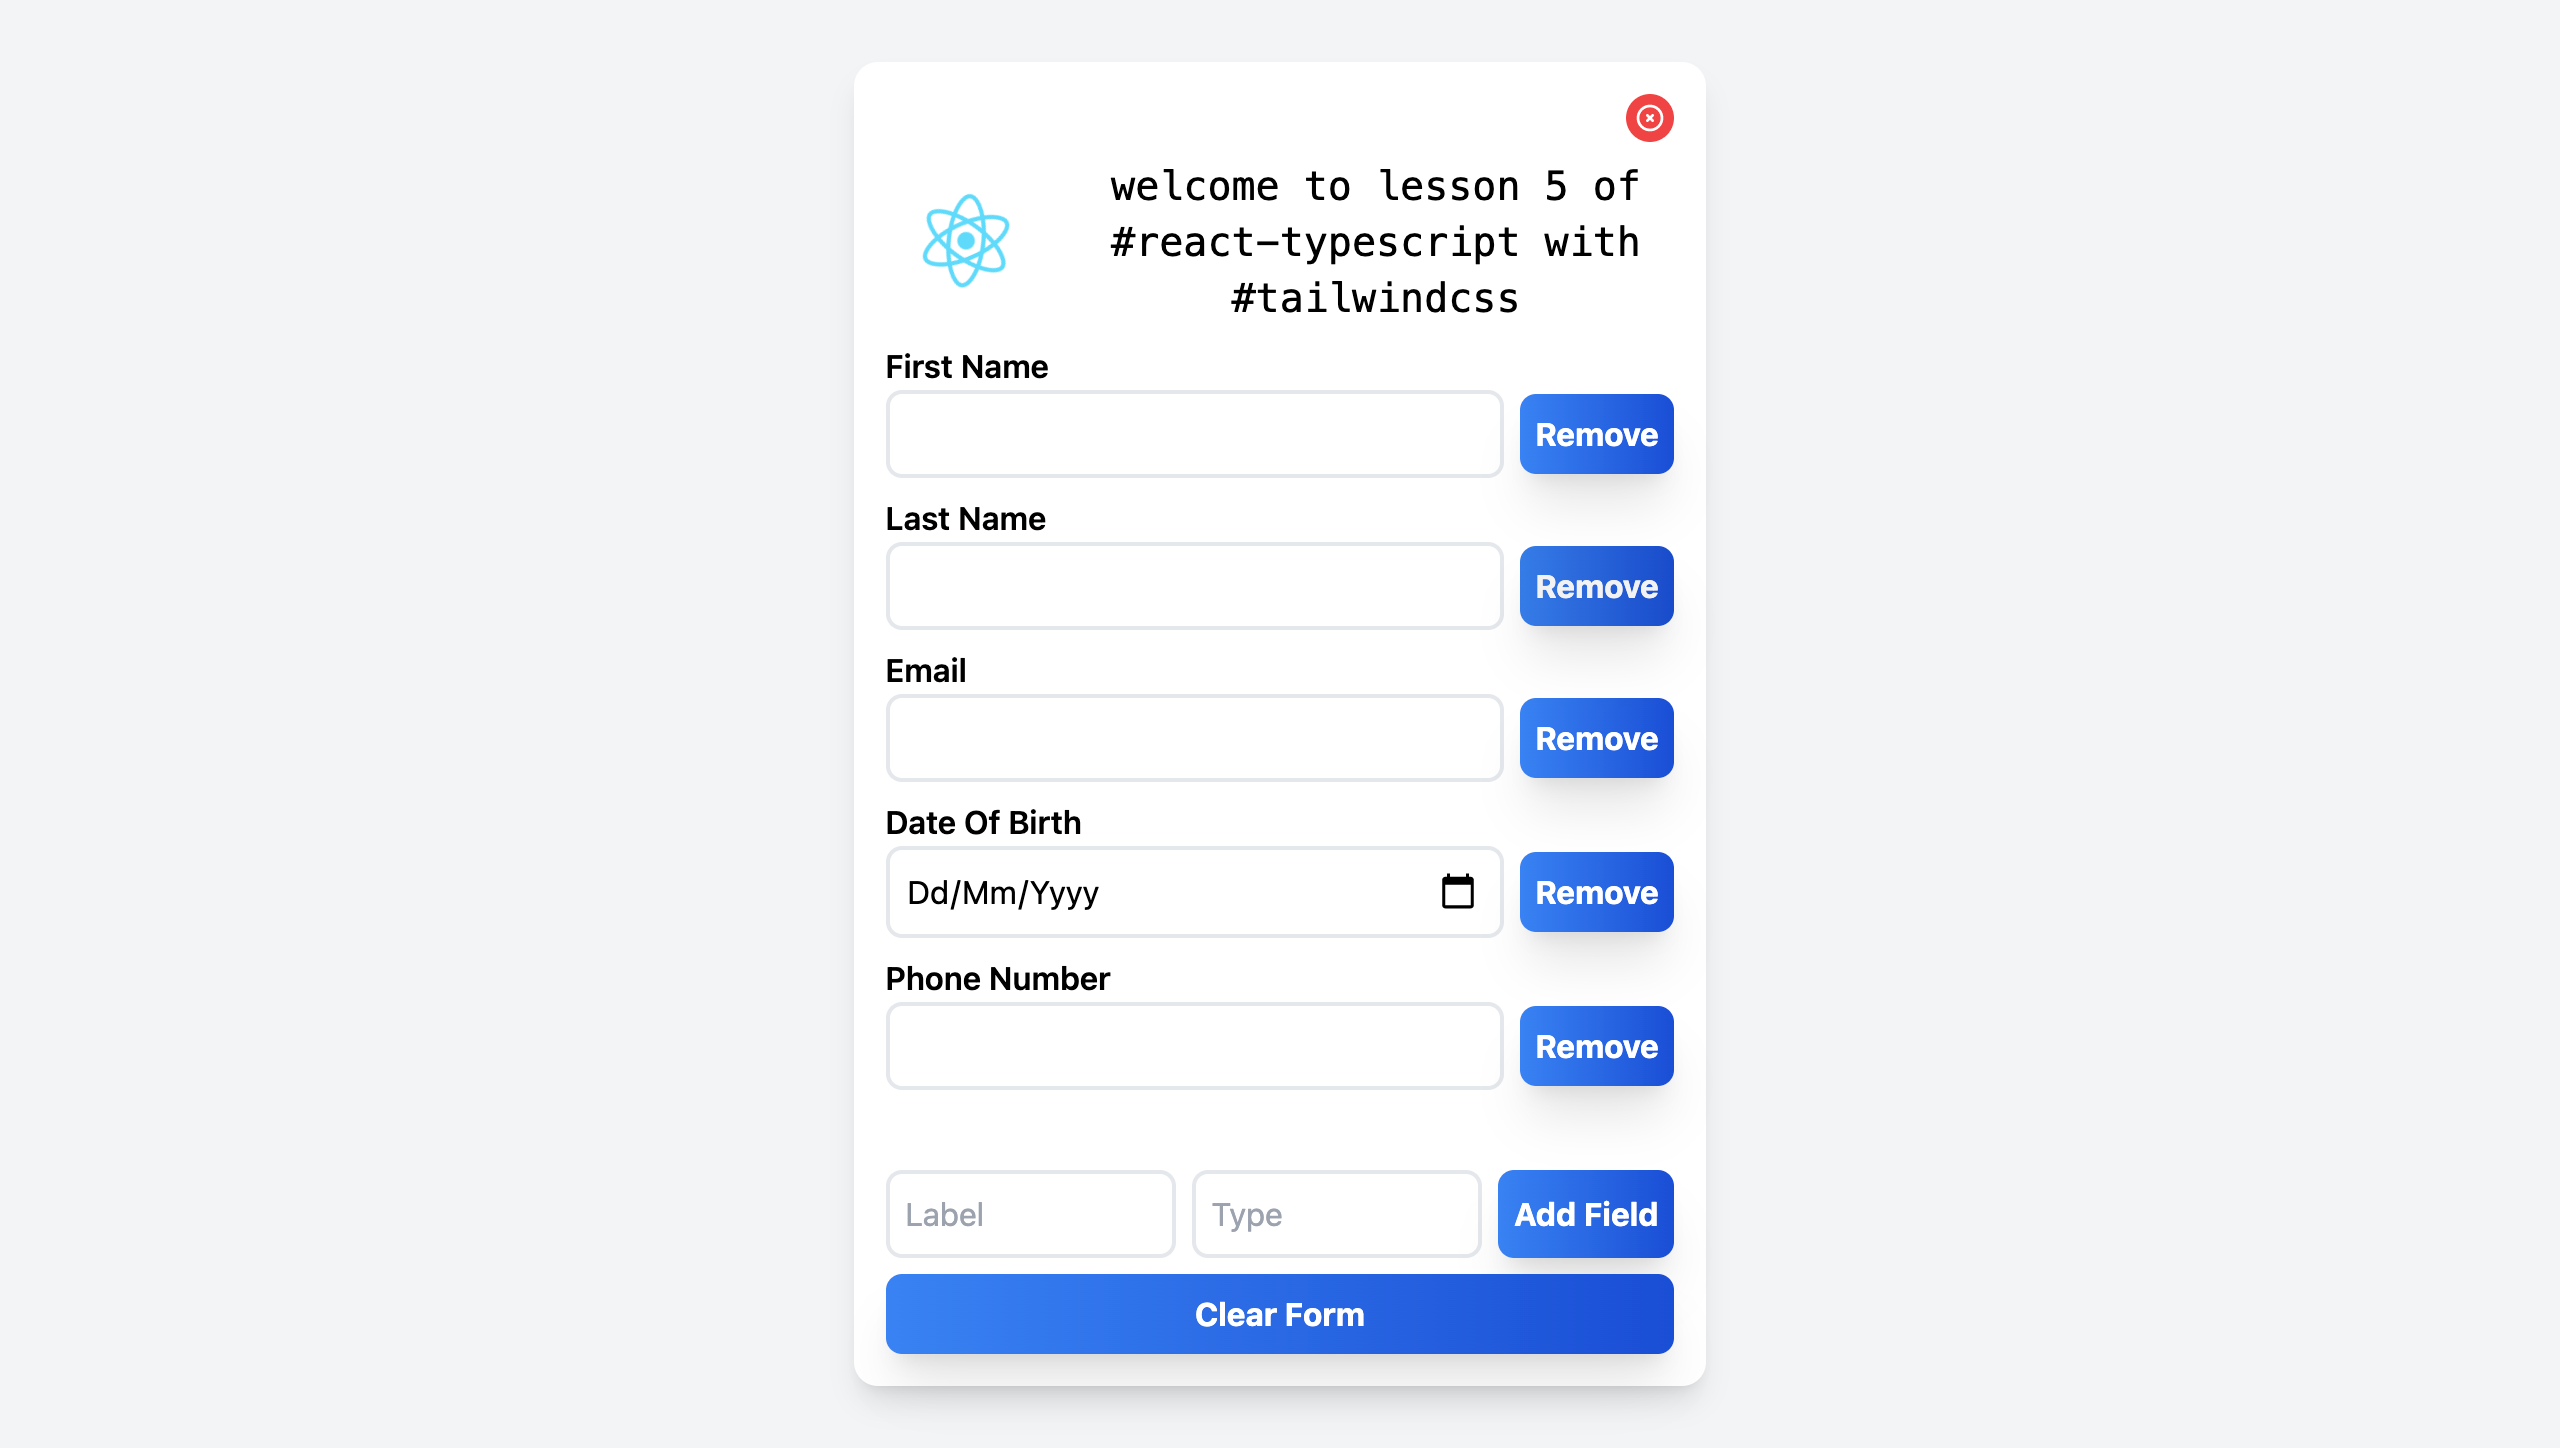 welcome to lesson 5 of
#react-typescript with
#tailwindcss
First Name
Remove
Last Name
Remove
Email
Remove
Date Of Birth
Dd/Mm/Yyyy
Remove
Phone Number
Remove
Label
Type
Add Field
Clear Form